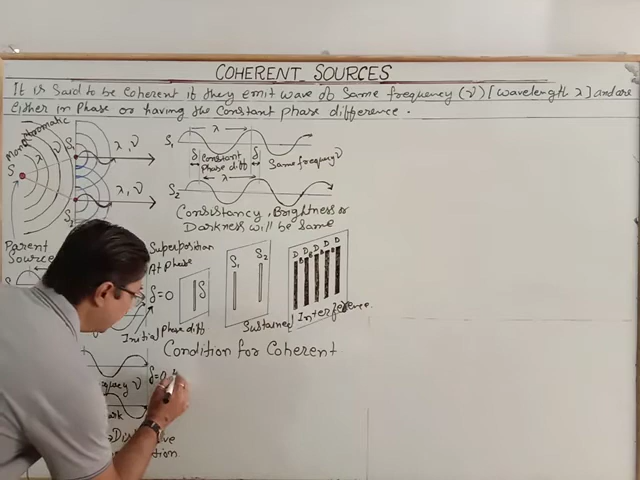 COHERENT SOURCES
It is said to be coherent if they emit wave of same frequency (ν) [wavelength λ] and are
either in phase or having the constant phase difference.
Monochromatic
S
S1
S2
λ
ν
λ, ν
λ, ν
Parent
Source
S1
λ
δ
Constant
Phase diff
δ
Same frequency ν
λ
S2
Consistancy, Brightness or
Darkness will be same
Superposition
At phase
δ=0
Initial Phase diff
S
S1
S2
D D D D D
B B B B
Sustained Interference.
Condition for Coherent
ν
δ=0